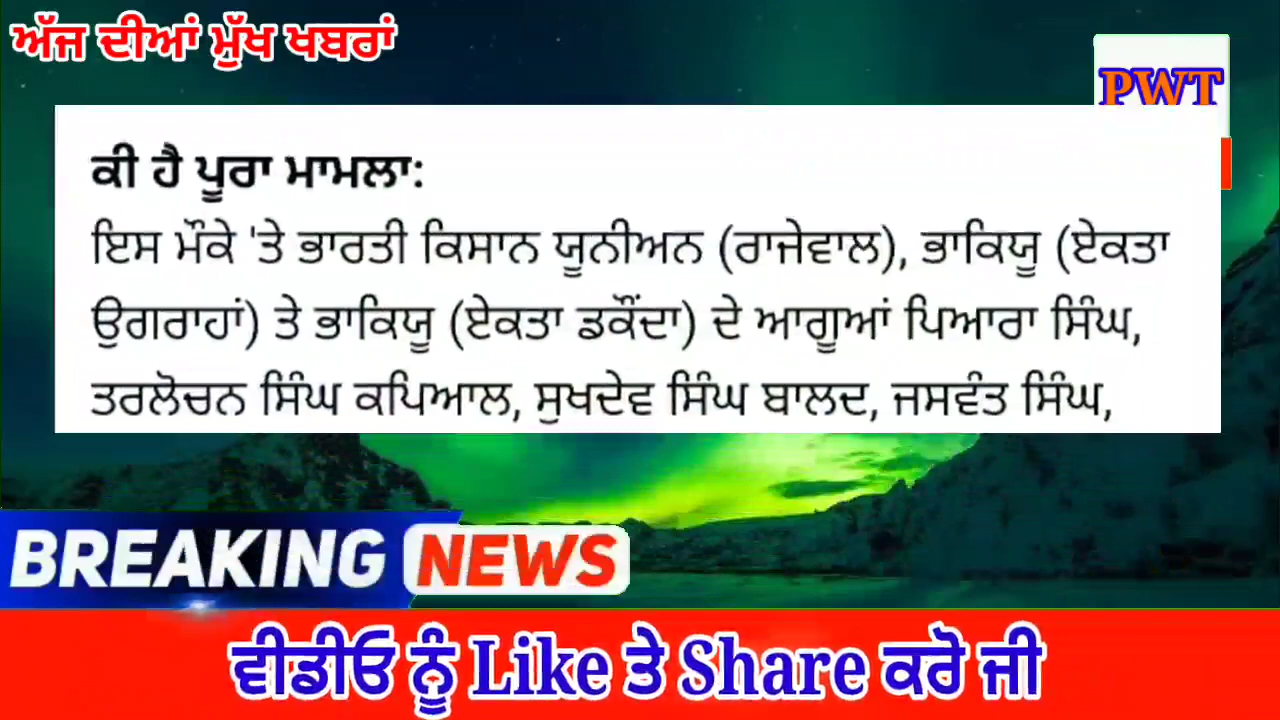 ਅੱਜ ਦੀਆਂ ਮੁੱਖ ਖਬਰਾਂ
PWT
ਕੀ ਹੈ ਪੂਰਾ ਮਾਮਲਾ:
ਇਸ ਮੌਕੇ 'ਤੇ ਭਾਰਤੀ ਕਿਸਾਨ ਯੂਨੀਅਨ (ਰਾਜੇਵਾਲ), ਭਾਕਿਯੂ (ਏਕਤਾ
ਉਗਰਾਹਾਂ) ਤੇ ਭਾਕਿਯੂ (ਏਕਤਾ ਡਕੌਂਦਾ) ਦੇ ਆਗੂਆਂ ਪਿਆਰਾ ਸਿੰਘ,
ਤਰਲੋਚਨ ਸਿੰਘ ਕਪਿਆਲ, ਸੁਖਦੇਵ ਸਿੰਘ ਬਾਲਦ, ਜਸਵੰਤ ਸਿੰਘ,
BREAKING NEWS
ਵੀਡੀਓ ਨੂੰ Like ਤੇ Share ਕਰੋ ਜੀ